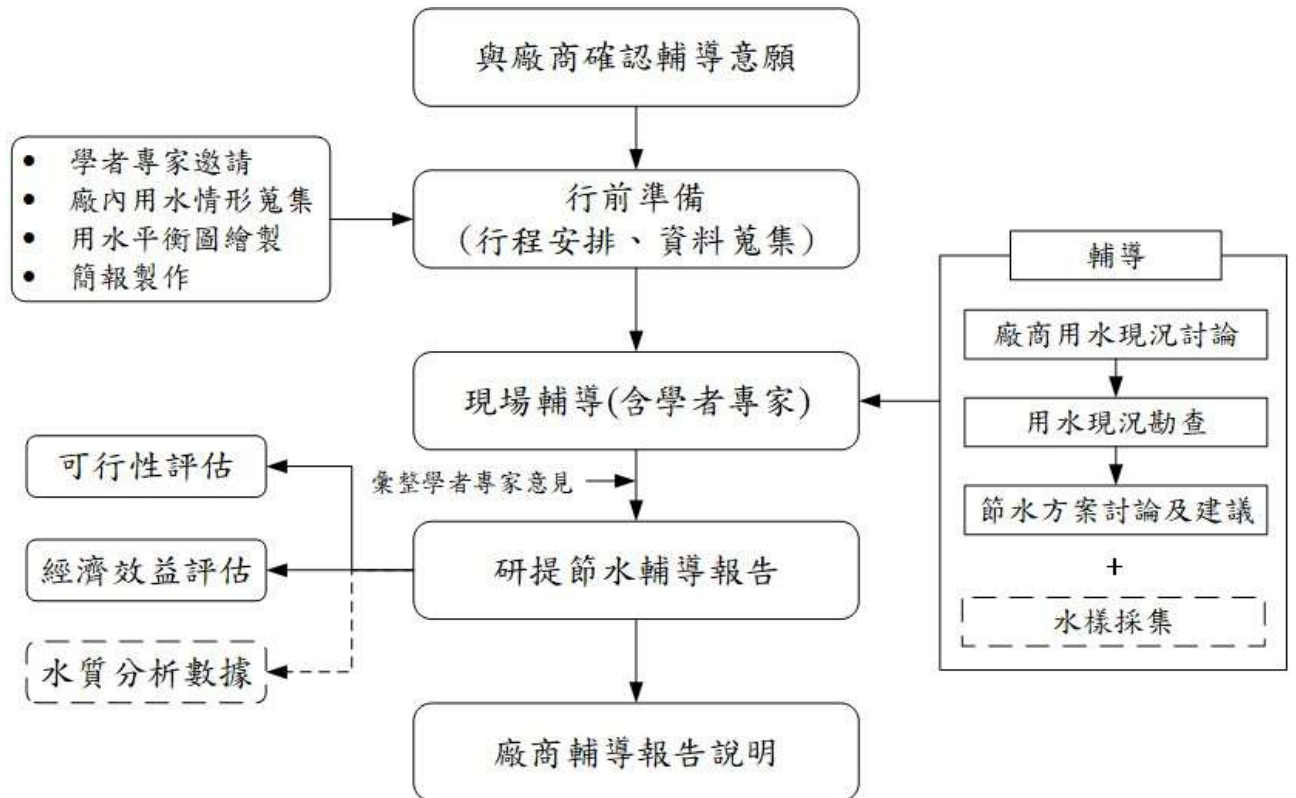 與廠商確認輔導意願
• 學者專家邀請
• 廠內用水情形蒐集
• 用水平衡圖繪製
• 簡報製作
行前準備
(行程安排、資料蒐集)
輔導
廠商用水現況討論
用水現況勘查
節水方案討論及建議
+
水樣採集
現場輔導(含學者專家)
彙整學者專家意見
可行性評估
經濟效益評估
水質分析數據
研提節水輔導報告
廠商輔導報告說明